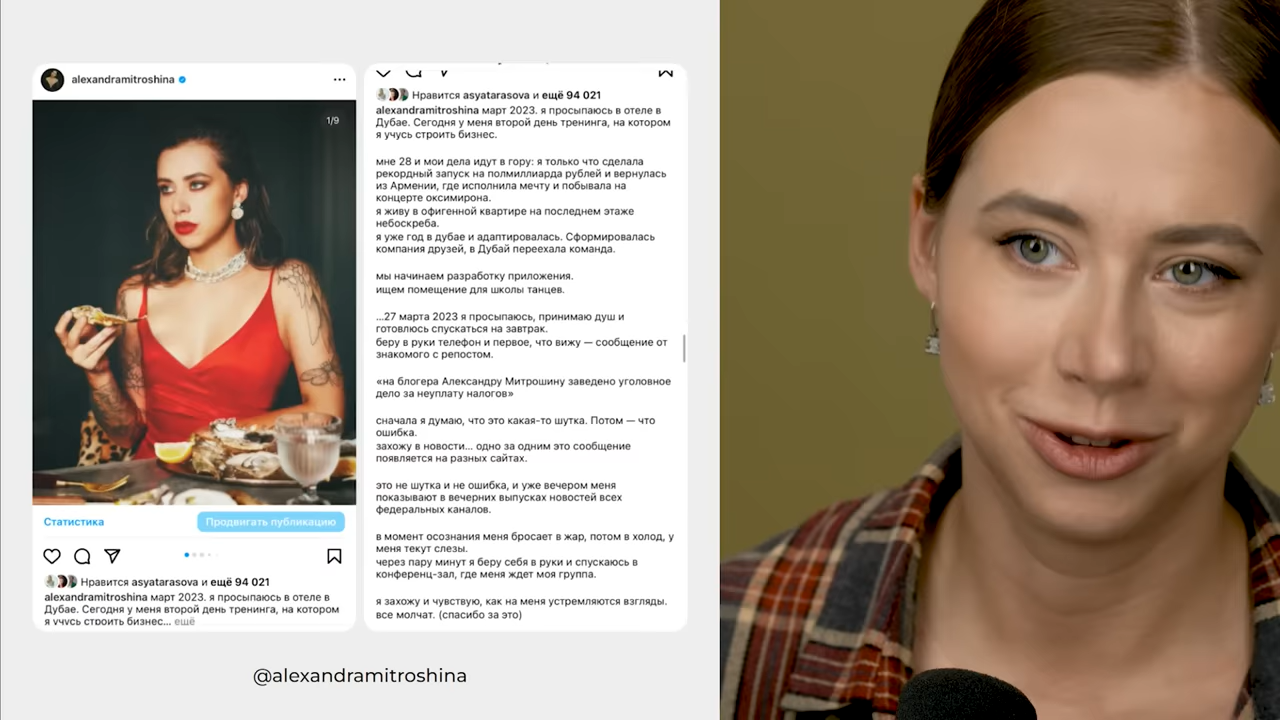 alexandramitroshina
1/9
Статистика
Продвигать публикацию
Нравится asyatarasova и ещё 94 021
alexandramitroshina март 2023. я просыпаюсь в отеле в
Дубае. Сегодня у меня второй день тренинга, на котором
я учусь строить бизнес... ещё
Нравится asyatarasova и ещё 94 021
alexandramitroshina март 2023. я просыпаюсь в отеле в
Дубае. Сегодня у меня второй день тренинга, на котором
я учусь строить бизнес.
мне 28 и мои дела идут в гору: я только что сделала
рекордный запуск на полмиллиарда рублей и вернулась
из Армении, где исполнила мечту и побывала на
концерте оксимирона.
я живу в офигенной квартире на последнем этаже
небоскреба.
я уже год в дубае и адаптировалась. Сформировалась
компания друзей, в Дубай переехала команда.
мы начинаем разработку приложения.
ищем помещение для школы танцев.
...27 марта 2023 я просыпаюсь, принимаю душ и
готовлюсь спускаться на завтрак.
беру в руки телефон и первое, что вижу — сообщение от
знакомого с репостом.
«на блогера Александру Митрошину заведено уголовное
дело за неуплату налогов»
сначала я думаю, что это какая-то шутка. Потом — что
ошибка.
захожу в новости... одно за одним это сообщение
появляется на разных сайтах.
это не шутка и не ошибка, и уже вечером меня
показывают в вечерних выпусках новостей всех
федеральных каналов.
в момент осознания меня бросает в жар, потом в холод, у
меня текут слезы.
через пару минут я беру себя в руки и спускаюсь в
конференц-зал, где меня ждет моя группа.
я захожу и чувствую, как на меня устремляются взгляды.
все молчат. (спасибо за это)
@alexandramitroshina